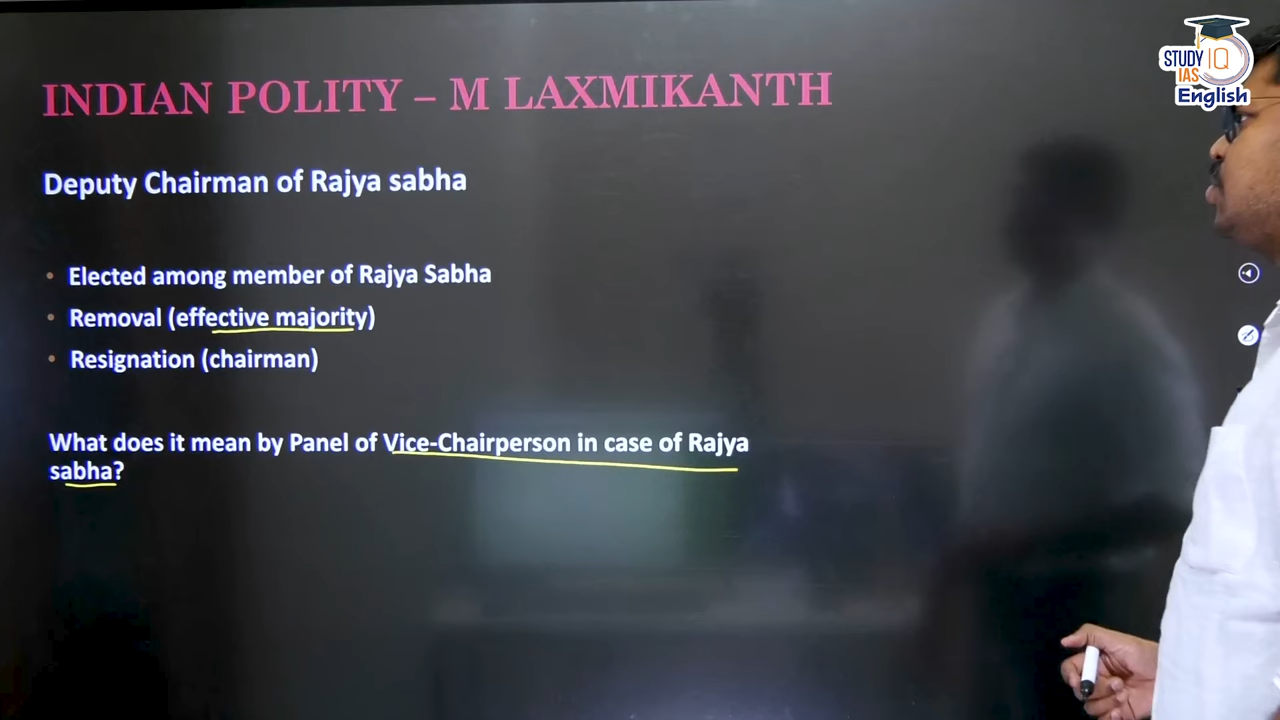 STUDY IQ
IAS
English
INDIAN POLITY – M LAXMIKANTH
Deputy Chairman of Rajya sabha
• Elected among member of Rajya Sabha
• Removal (effective majority)
• Resignation (chairman)
What does it mean by Panel of Vice-Chairperson in case of Rajya
sabha?